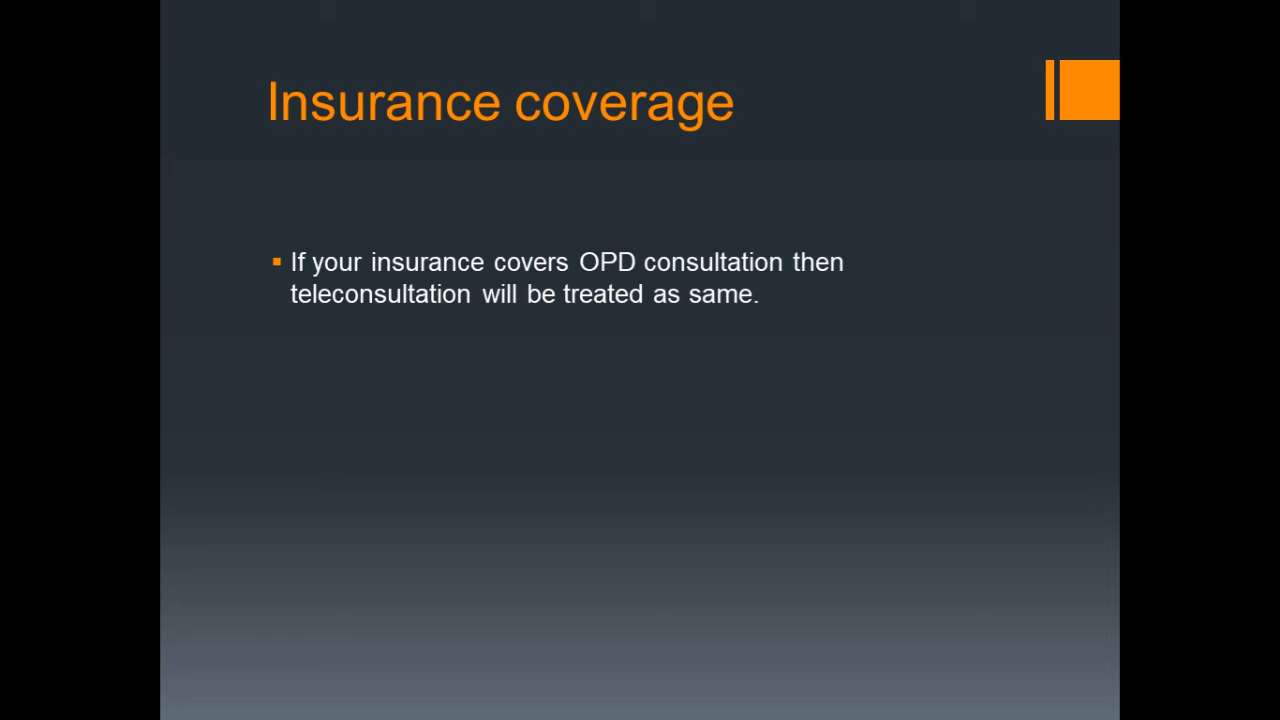 Insurance coverage
If your insurance covers OPD consultation then
teleconsultation will be treated as same.